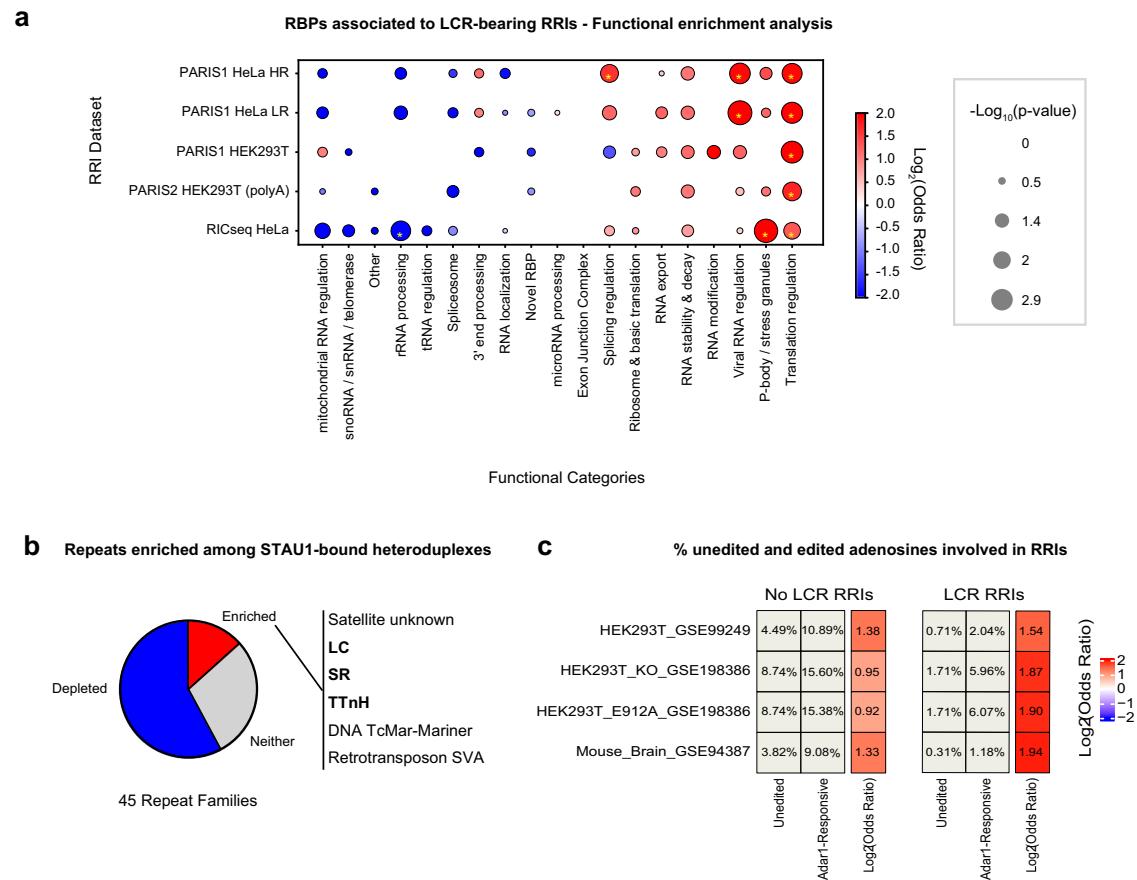 a
RBPs associated to LCR-bearing RRIs - Functional enrichment analysis
RRI Dataset
PARIS1 HeLa HR
PARIS1 HeLa LR
PARIS1 HEK293T
PARIS2 HEK293T (polyA)
RICseq HeLa
mitochondrial RNA regulation
snoRNA / snRNA / telomerase
Other
rRNA processing
tRNA regulation
Spliceosome
3' end processing
RNA localization
Novel RBP
microRNA processing
Exon Junction Complex
Splicing regulation
Ribosome & basic translation
RNA export
RNA stability & decay
RNA modification
Viral RNA regulation
P-body / stress granules
Translation regulation
Functional Categories
2.0
1.5
1.0
0.5
0.0
-0.5
-1.0
-1.5
-2.0
Log2(Odds Ratio)
-Log10(p-value)
0
0.5
1.4
2
2.9
b
Repeats enriched among STAU1-bound heteroduplexes
Enriched
Depleted
Neither
45 Repeat Families
Satellite unknown
LC
SR
TTnH
DNA TcMar-Mariner
Retrotransposon SVA
c
% unedited and edited adenosines involved in RRIs
No LCR RRIs LCR RRIs
HEK293T_GSE99249 4.49% 10.89% 1.38 0.71% 2.04% 1.54
HEK293T_KO_GSE198386 8.74% 15.60% 0.95 1.71% 5.96% 1.87
HEK293T_E912A_GSE198386 8.74% 15.38% 0.92 1.71% 6.07% 1.90
Mouse_Brain_GSE94387 3.82% 9.08% 1.33 0.31% 1.18% 1.94
Unedited
Adar1-Responsive
Log2(Odds Ratio)
Unedited
Adar1-Responsive
Log2(Odds Ratio)
Log2(Odds Ratio)
2
1
0
−1
−2